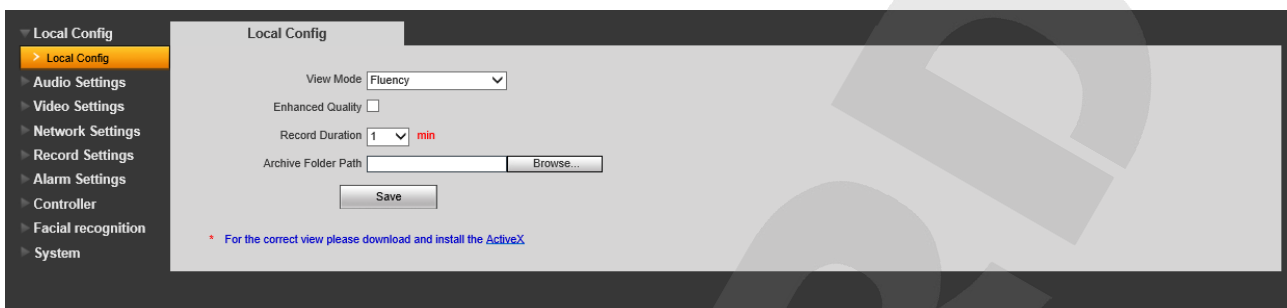 Local Config
Local Config
Audio Settings
Video Settings
Network Settings
Record Settings
Alarm Settings
Controller
Facial recognition
System
Local Config
View Mode Fluency
Enhanced Quality
Record Duration 1 min
Archive Folder Path Browse...
Save
* For the correct view please download and install the ActiveX